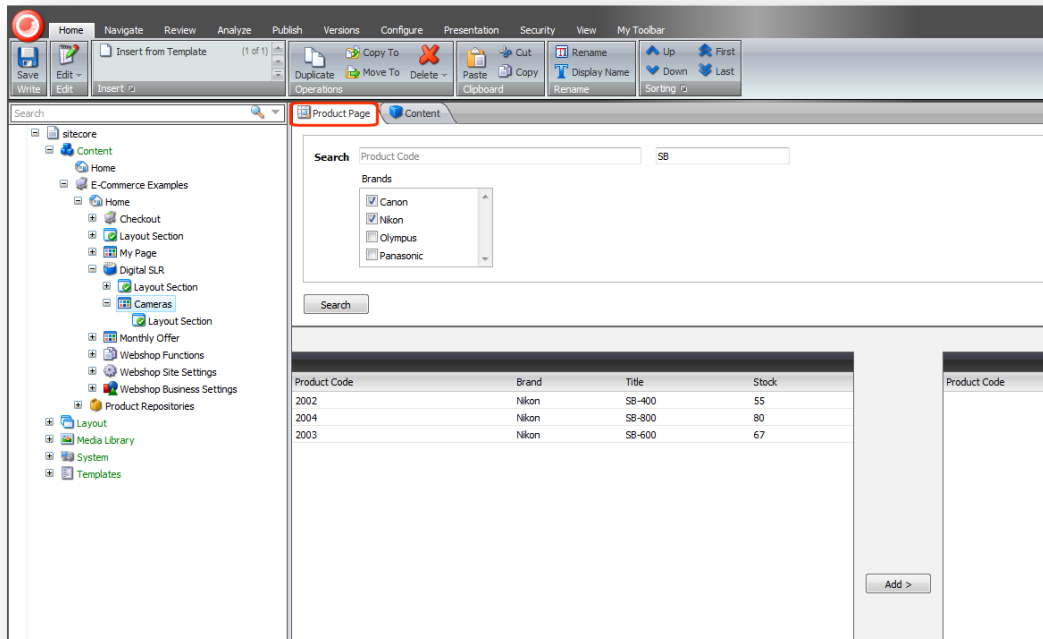 Home Navigate Review Analyze Publish Versions Configure Presentation Security View My Toolbar
Insert from Template (1 of 1)
Save
Edit
Duplicate
Copy To
Move To
Delete
Paste
Cut
Copy
Rename
Display Name
Up
Down
First
Last
Write Edit Insert Operations Clipboard Rename Sorting
Search
Product Page Content
sitecore
Content
Home
E-Commerce Examples
Home
Checkout
Layout Section
My Page
Digital SLR
Layout Section
Cameras
Layout Section
Monthly Offer
Webshop Functions
Webshop Site Settings
Webshop Business Settings
Product Repositories
Layout
Media Library
System
Templates
Search Product Code SB
Brands
Canon
Nikon
Olympus
Panasonic
Search
Product Code Brand Title Stock
2002 Nikon SB-400 55
2004 Nikon SB-800 80
2003 Nikon SB-600 67
Add >
Product Code